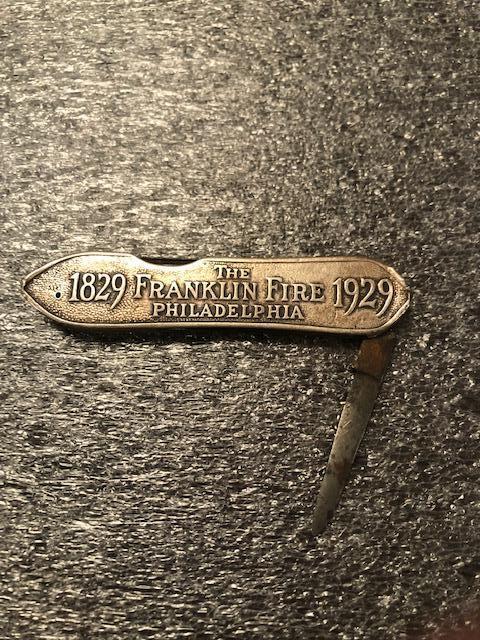 THE
1829 FRANKLIN FIRE 1929
PHILADELPHIA